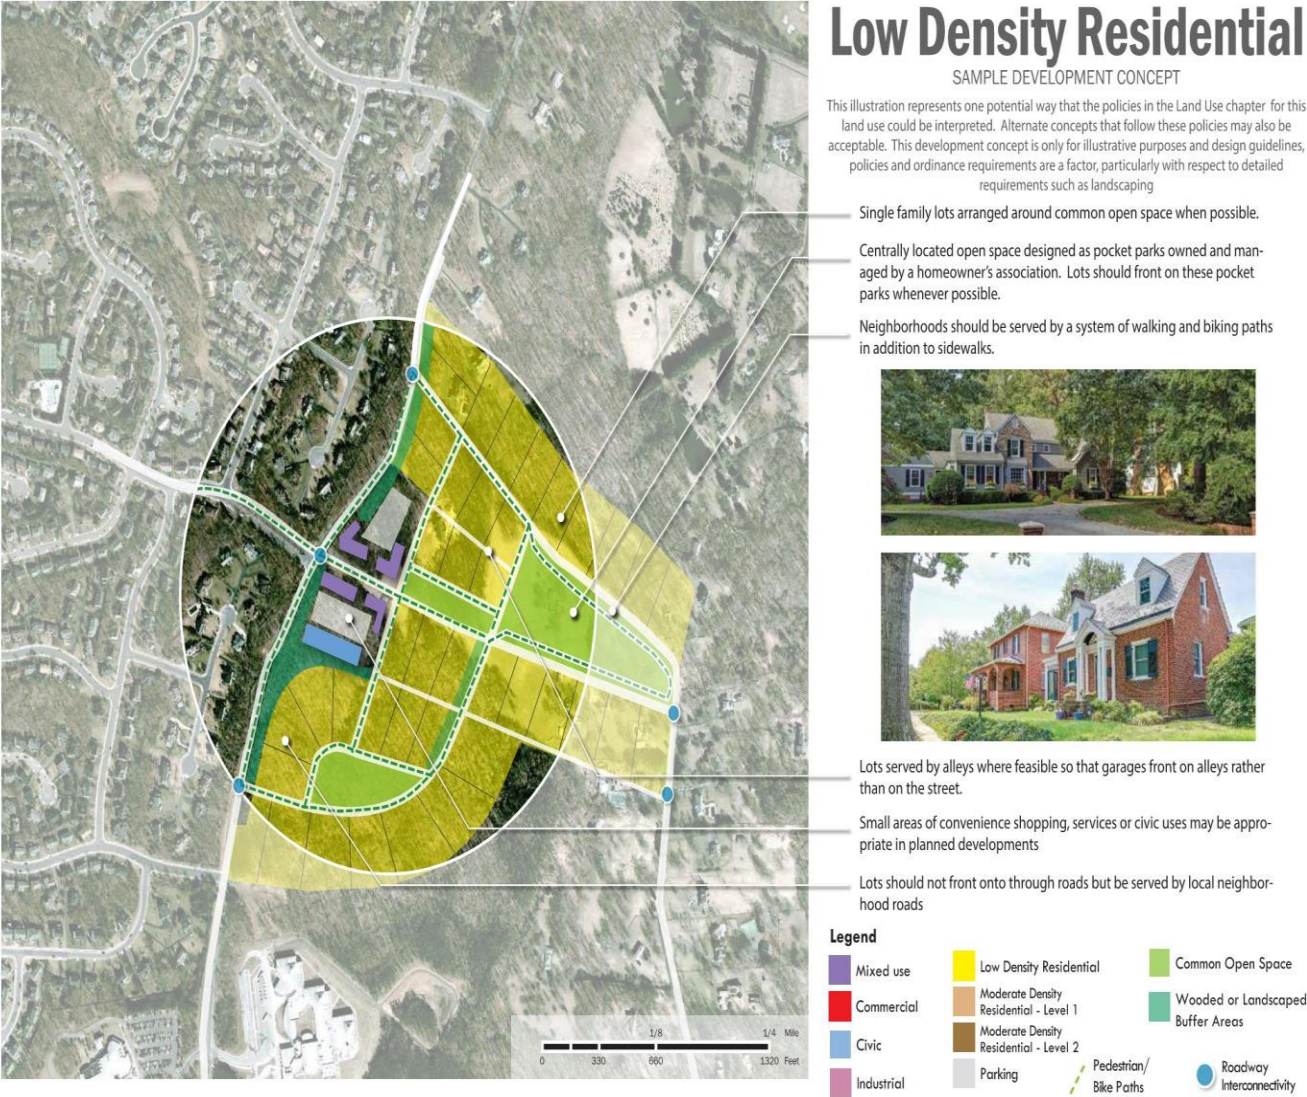 Low Density Residential
SAMPLE DEVELOPMENT CONCEPT
This illustration represents one potential way that the policies in the Land Use chapter for this
land use could be interpreted. Alternate concepts that follow these policies may also be
acceptable. This development concept is only for illustrative purposes and design guidelines,
policies and ordinance requirements are a factor, particularly with respect to detailed
requirements such as landscaping
Single family lots arranged around common open space when possible.
Centrally located open space designed as pocket parks owned and man-
aged by a homeowner's association. Lots should front on these pocket
parks whenever possible.
Neighborhoods should be served by a system of walking and biking paths
in addition to sidewalks.
Lots served by alleys where feasible so that garages front on alleys rather
than on the street.
Small areas of convenience shopping, services or civic uses may be appro-
priate in planned developments
Lots should not front onto through roads but be served by local neighbor-
hood roads
Legend
Mixed use
Commercial
Civic
Industrial
Low Density Residential
Moderate Density
Residential - Level 1
Moderate Density
Residential - Level 2
Parking
Common Open Space
Wooded or Landscaped
Buffer Areas
Pedestrian/
Bike Paths
Roadway
Interconnectivity
1/8 1/4 Mile
0 330 660 1320 Feet